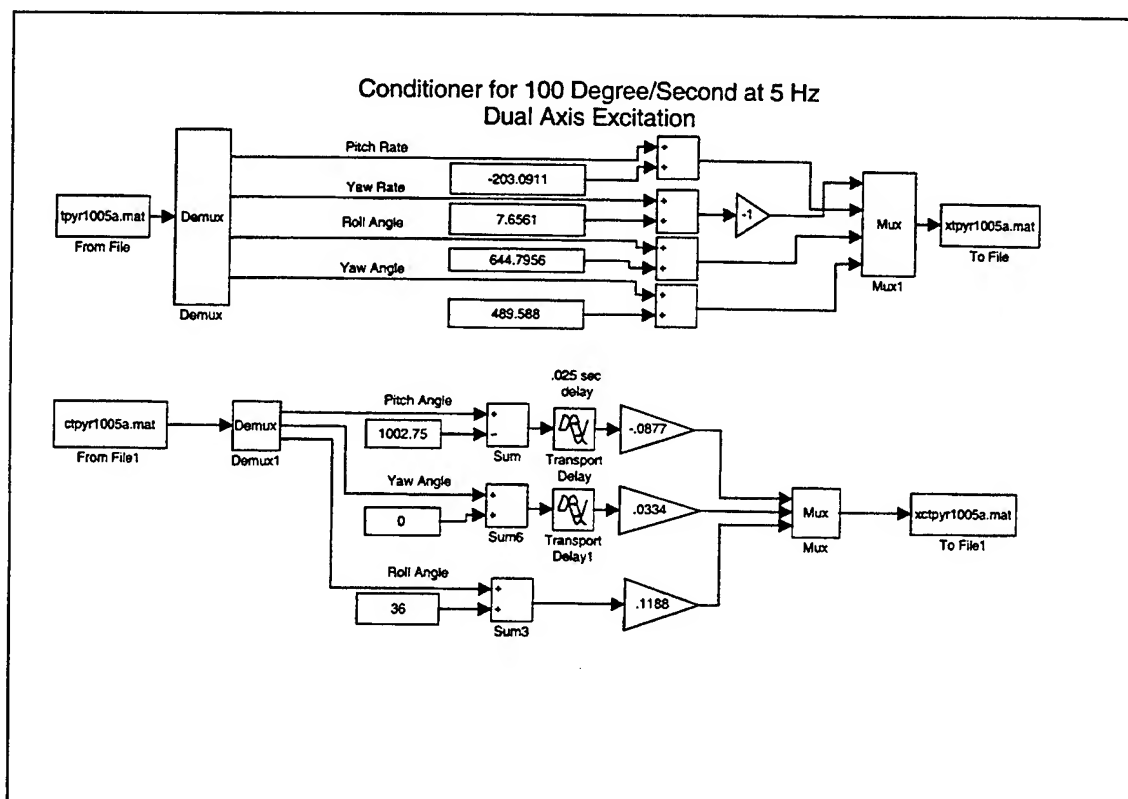 Conditioner for 100 Degree/Second at 5 Hz
Dual Axis Excitation
Pitch Rate
-203.0911
Yaw Rate
tpyr1005a.mat
From File
Demux
Demux
7.6561
Roll Angle
-1
644.7956
Yaw Angle
489.588
Mux
Mux1
xtpyr1005a.mat
To File
.025 sec
delay
ctpyr1005a.mat
From File1
Demux
Demux1
Pitch Angle
1002.75
Sum
Transport
Delay
-.0877
Yaw Angle
0
Sum6
Transport
Delay1
.0334
Mux
Mux
xctpyr1005a.mat
To File1
Roll Angle
36
Sum3
.1188